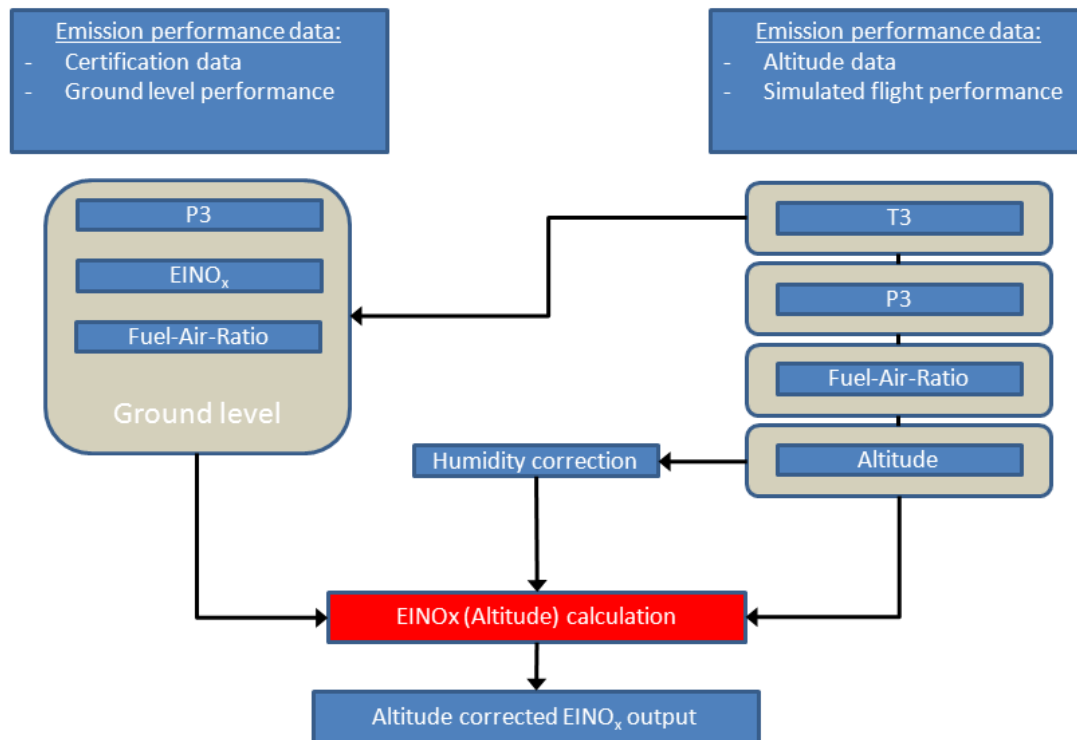 Emission performance data:
- Certification data
- Ground level performance
Emission performance data:
- Altitude data
- Simulated flight performance
P3
EINOₓ
Fuel-Air-Ratio
Ground level
T3
P3
Fuel-Air-Ratio
Altitude
Humidity correction
EINOx (Altitude) calculation
Altitude corrected EINOₓ output